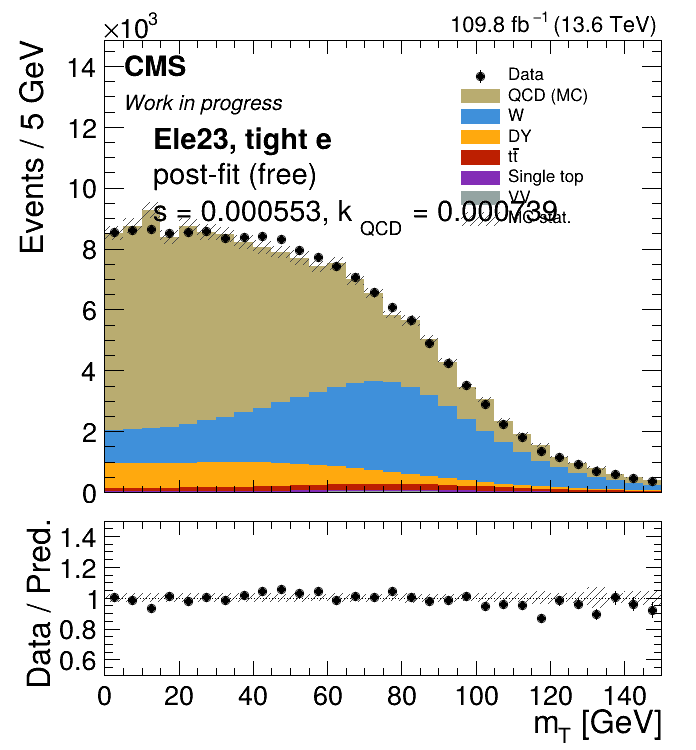 ×10³
109.8 fb⁻¹ (13.6 TeV)
Events / 5 GeV
14
12
10
8
6
4
2
0
CMS
Work in progress
Ele23, tight e
post-fit (free)
s = 0.000553, k QCD = 0.000739
Data
QCD (MC)
W
DY
tt̄
Single top
VV
MC stat.
Data / Pred.
1.4
1.2
1
0.8
0.6
0 20 40 60 80 100 120 140
m_T [GeV]